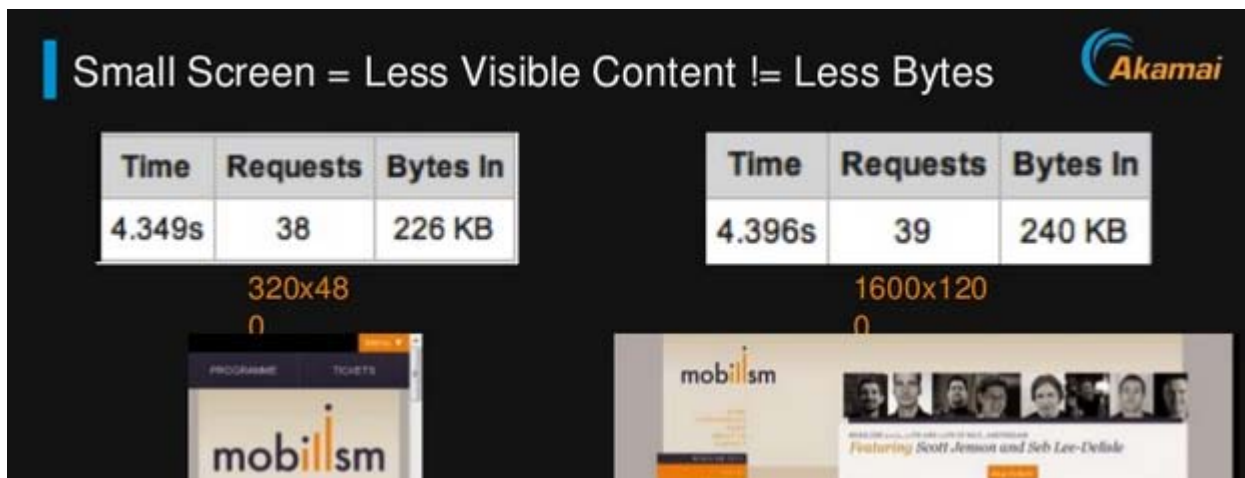 Small Screen = Less Visible Content != Less Bytes
Akamai
Time Requests Bytes In
4.349s 38 226 KB
320x48
0
Time Requests Bytes In
4.396s 39 240 KB
1600x120
0
PROGRAMME TICKETS
mobilism
mobilism
Featuring Scott Jenson and Seb Lee-Delisle